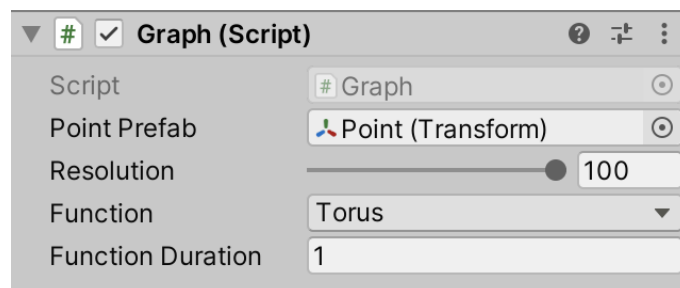 # Graph (Script)
Script # Graph
Point Prefab Point (Transform)
Resolution 100
Function Torus
Function Duration 1